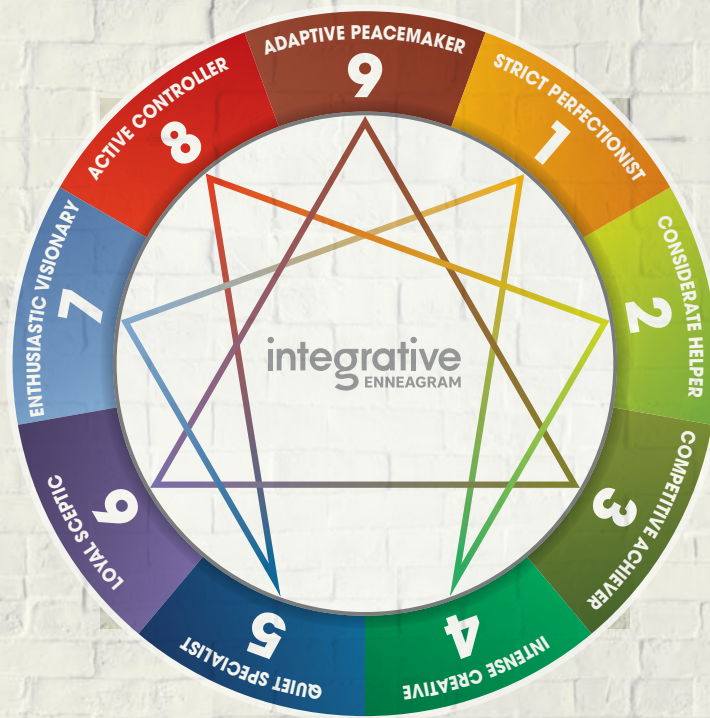 ADAPTIVE PEACEMAKER
9
STRICT PERFECTIONIST
1
CONSIDERATE HELPER
2
COMPETITIVE ACHIEVER
3
INTENSE CREATIVE
4
QUIET SPECIALIST
5
LOYAL SCEPTIC
6
ENTHUSIASTIC VISIONARY
7
ACTIVE CONTROLLER
8
integrative
ENNEAGRAM